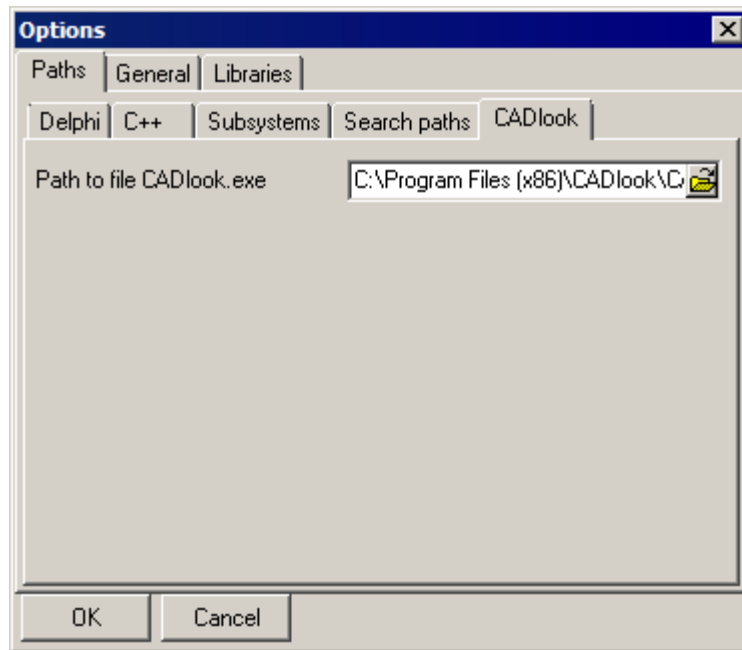 Options
Paths General Libraries
Delphi C++ Subsystems Search paths CADlook
Path to file CADlook.exe C:\Program Files (x86)\CADlook\C
OK Cancel